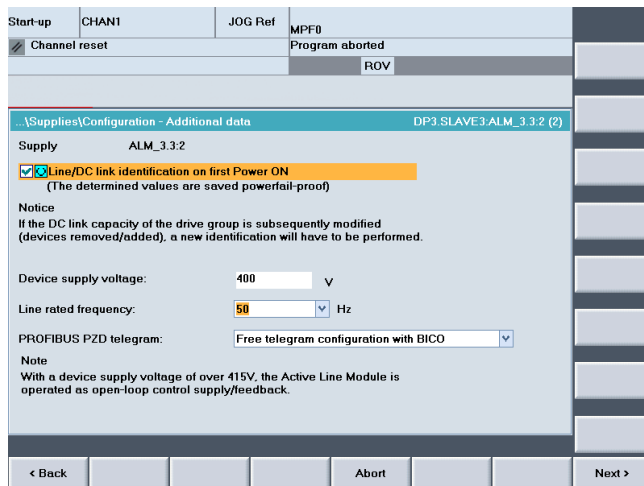 Start-up
CHAN1
JOG Ref
MPF0
Channel reset
Program aborted
ROV
...\Supplies\Configuration - Additional data
DP3.SLAVE3:ALM_3.3:2 (2)
Supply
ALM_3.3:2
Line/DC link identification on first Power ON
(The determined values are saved powerfail-proof)
Notice
If the DC link capacity of the drive group is subsequently modified
(devices removed/added), a new identification will have to be performed.
Device supply voltage:
400
V
Line rated frequency:
50
Hz
PROFIBUS PZD telegram:
Free telegram configuration with BICO
Note
With a device supply voltage of over 415V, the Active Line Module is
operated as open-loop control supply/feedback.
< Back
Abort
Next >